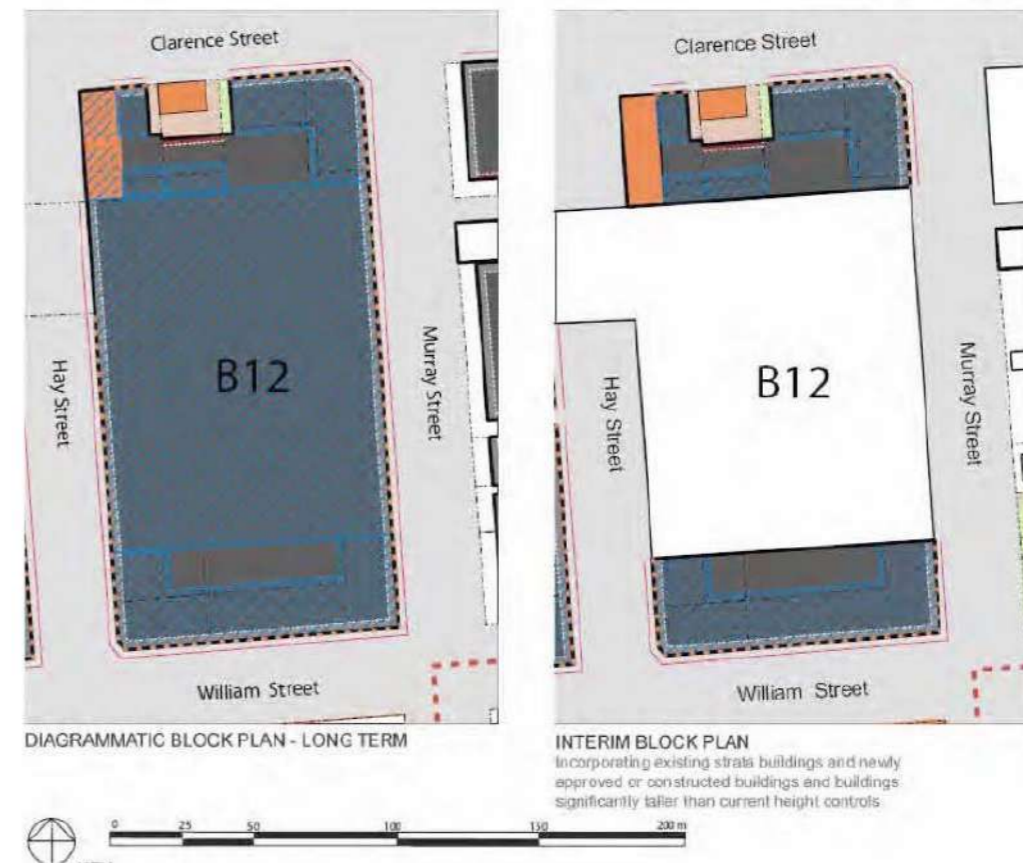 Clarence Street
B12
Hay Street
Murray Street
William Street
DIAGRAMMATIC BLOCK PLAN - LONG TERM
Clarence Street
B12
Hay Street
Murray Street
William Street
INTERIM BLOCK PLAN
Incorporating existing strata buildings and newly
approved or constructed buildings and buildings
significantly taller than current height controls
0 25 50 100 150 200 m